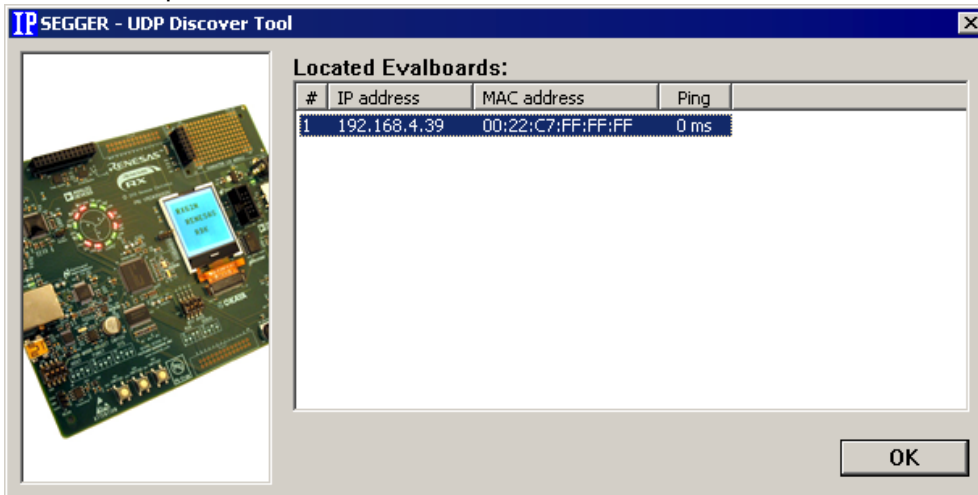 IP SEGGER - UDP Discover Tool
Located Evalboards:
# IP address MAC address Ping
1 192.168.4.39 00:22:C7:FF:FF:FF 0 ms
RENESAS
RX
RENESAS
OK